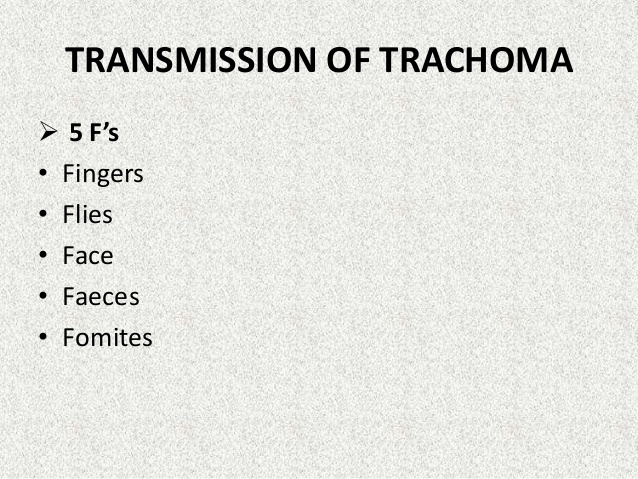 TRANSMISSION OF TRACHOMA
➢ 5 F’s
• Fingers
• Flies
• Face
• Faeces
• Fomites